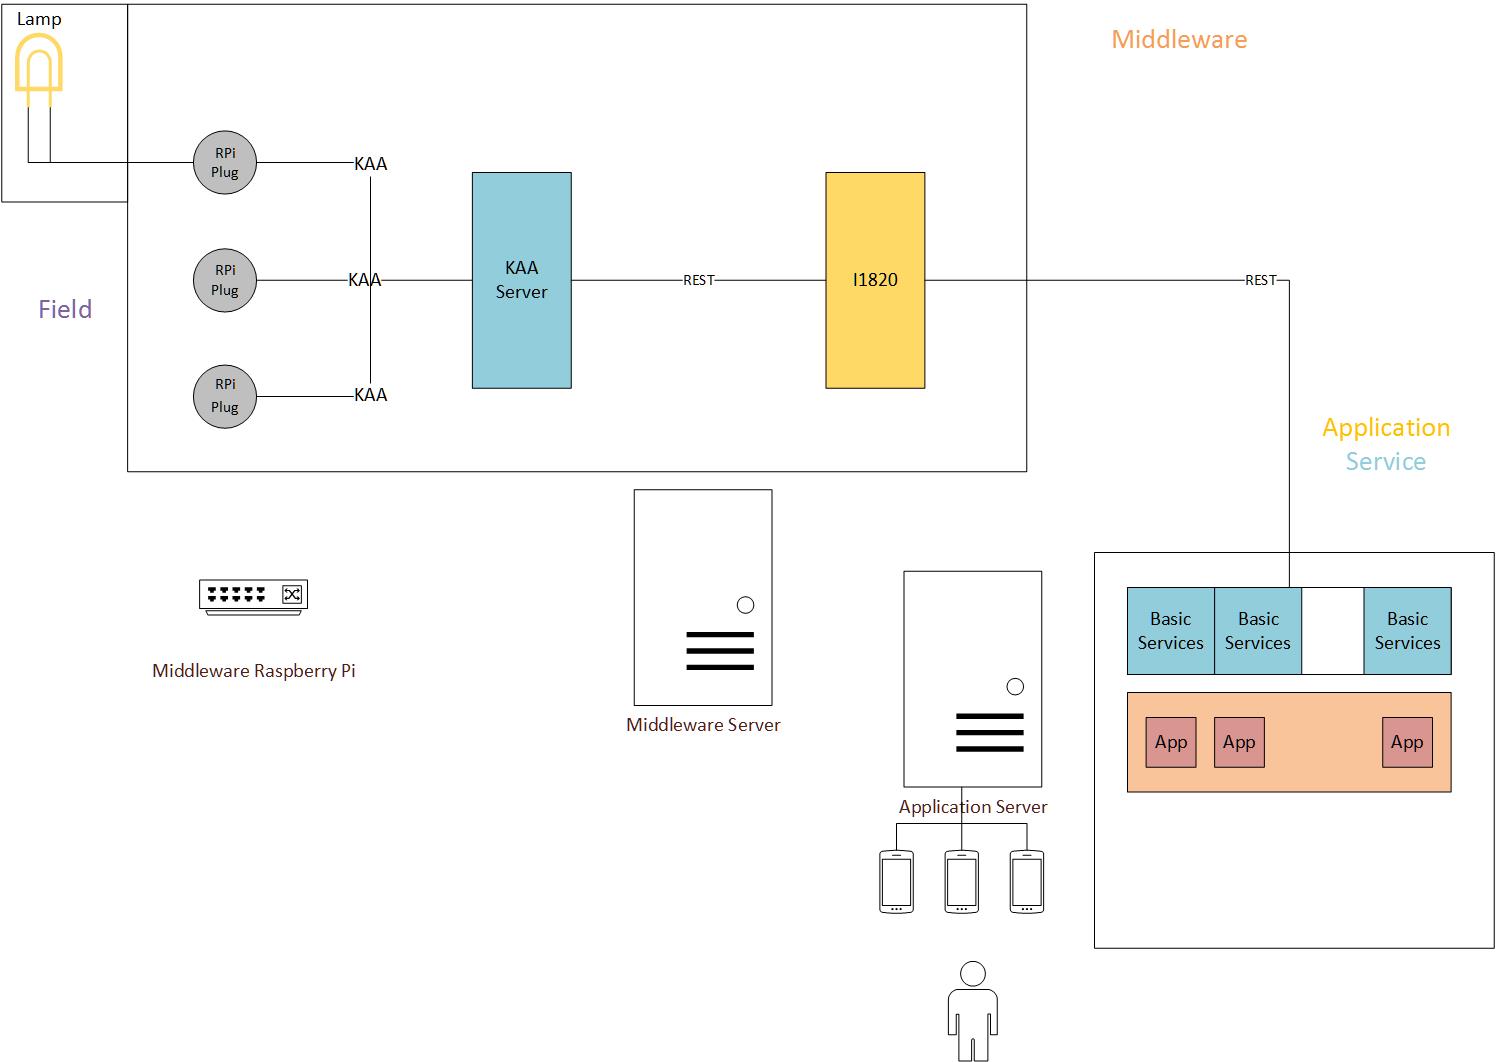 Lamp
Middleware
RPi
Plug
KAA
RPi
Plug
KAA
KAA
Server
REST
I1820
REST
Field
RPi
Plug
KAA
Application
Service
Middleware Raspberry Pi
Middleware Server
Application Server
Basic
Services
Basic
Services
Basic
Services
App
App
App